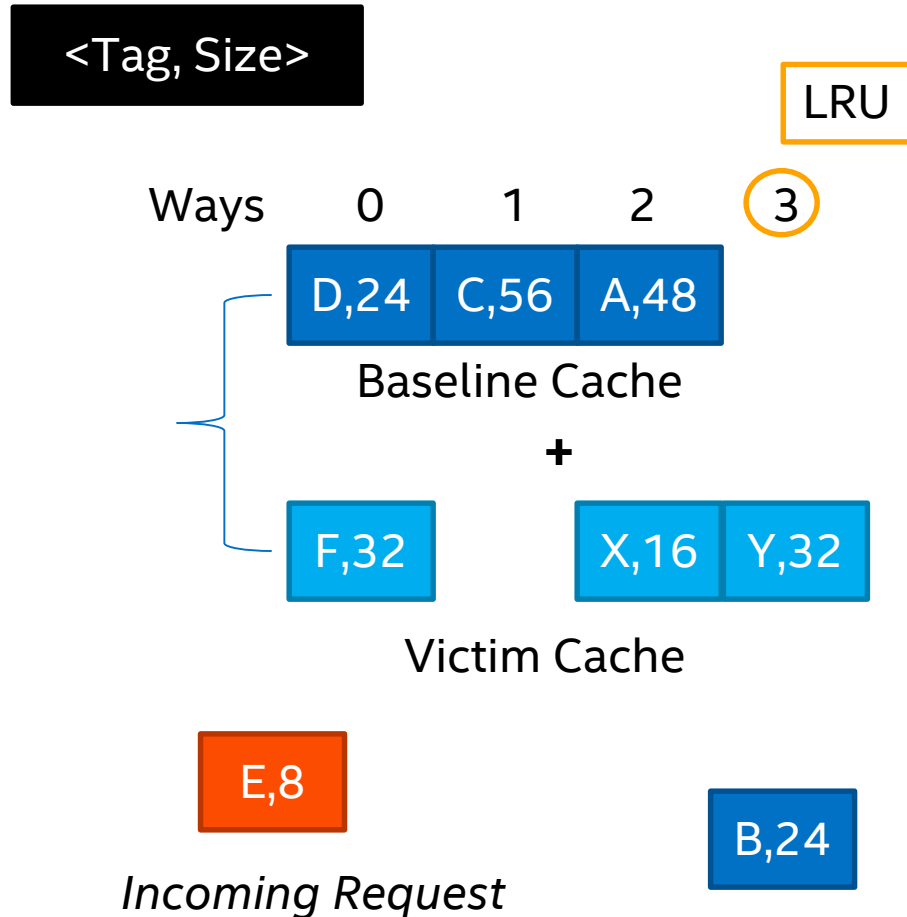 <Tag, Size>
LRU
Ways 0 1 2 3
D,24 C,56 A,48
Baseline Cache
+
F,32 X,16 Y,32
Victim Cache
E,8
B,24
Incoming Request